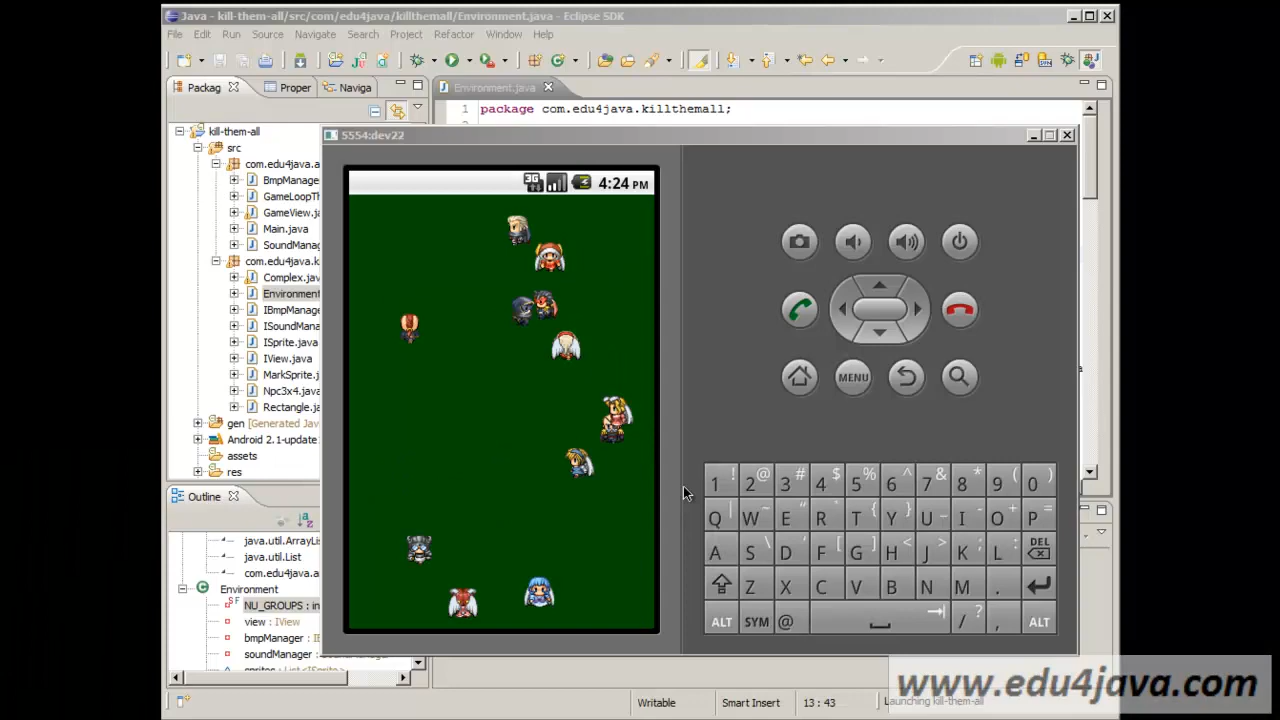 Java - kill-them-all/src/com/edu4java/killthemall/Environment.java - Eclipse SDK
File Edit Run Source Navigate Search Project Refactor Window Help
Packag Proper Naviga
Environment.java
1 package com.edu4java.killthemall;
kill-them-all
src
com.edu4java.a
BmpManage
GameLoopTh
GameView.ja
Main.java
SoundManag
com.edu4java.k
Complex.jav
Environment
IBmpManage
ISoundMana
ISprite.java
IView.java
MarkSprite.j
Npc3x4.java
Rectangle.ja
gen [Generated Jav
Android 2.1-update
assets
res
Outline
java.util.ArrayLi
java.util.List
com.edu4java.an
Environment
NU_GROUPS : in
view : IView
bmpManager : IB
soundManager :
5554:dev22
3G 4:24 PM
MENU
1 ! 2 @ 3 # 4 $ 5 % 6 ^ 7 & 8 * 9 ( 0 )
Q | W ~ E " R ` T { Y } U _ I - O + P =
A S \ D ' F [ G ] H < J > K ; L : DEL
Z X C V B N M .
ALT SYM @ / ? , ALT
Writable Smart Insert 13 : 43 Launching kill-them-all
www.edu4java.com